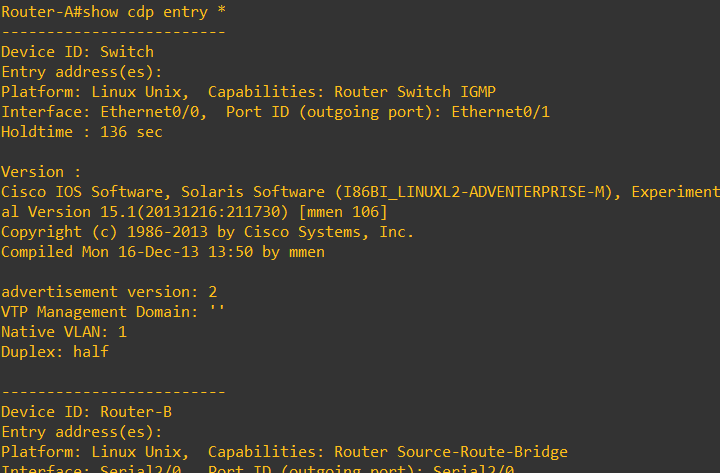 Router-A#show cdp entry *
-------------------------
Device ID: Switch
Entry address(es):
Platform: Linux Unix,  Capabilities: Router Switch IGMP
Interface: Ethernet0/0,  Port ID (outgoing port): Ethernet0/1
Holdtime : 136 sec

Version :
Cisco IOS Software, Solaris Software (I86BI_LINUXL2-ADVENTERPRISE-M), Experiment
al Version 15.1(20131216:211730) [mmen 106]
Copyright (c) 1986-2013 by Cisco Systems, Inc.
Compiled Mon 16-Dec-13 13:50 by mmen

advertisement version: 2
VTP Management Domain: ''
Native VLAN: 1
Duplex: half

-------------------------
Device ID: Router-B
Entry address(es):
Platform: Linux Unix,  Capabilities: Router Source-Route-Bridge
Interface: Serial2/0,  Port ID (outgoing port): Serial2/0